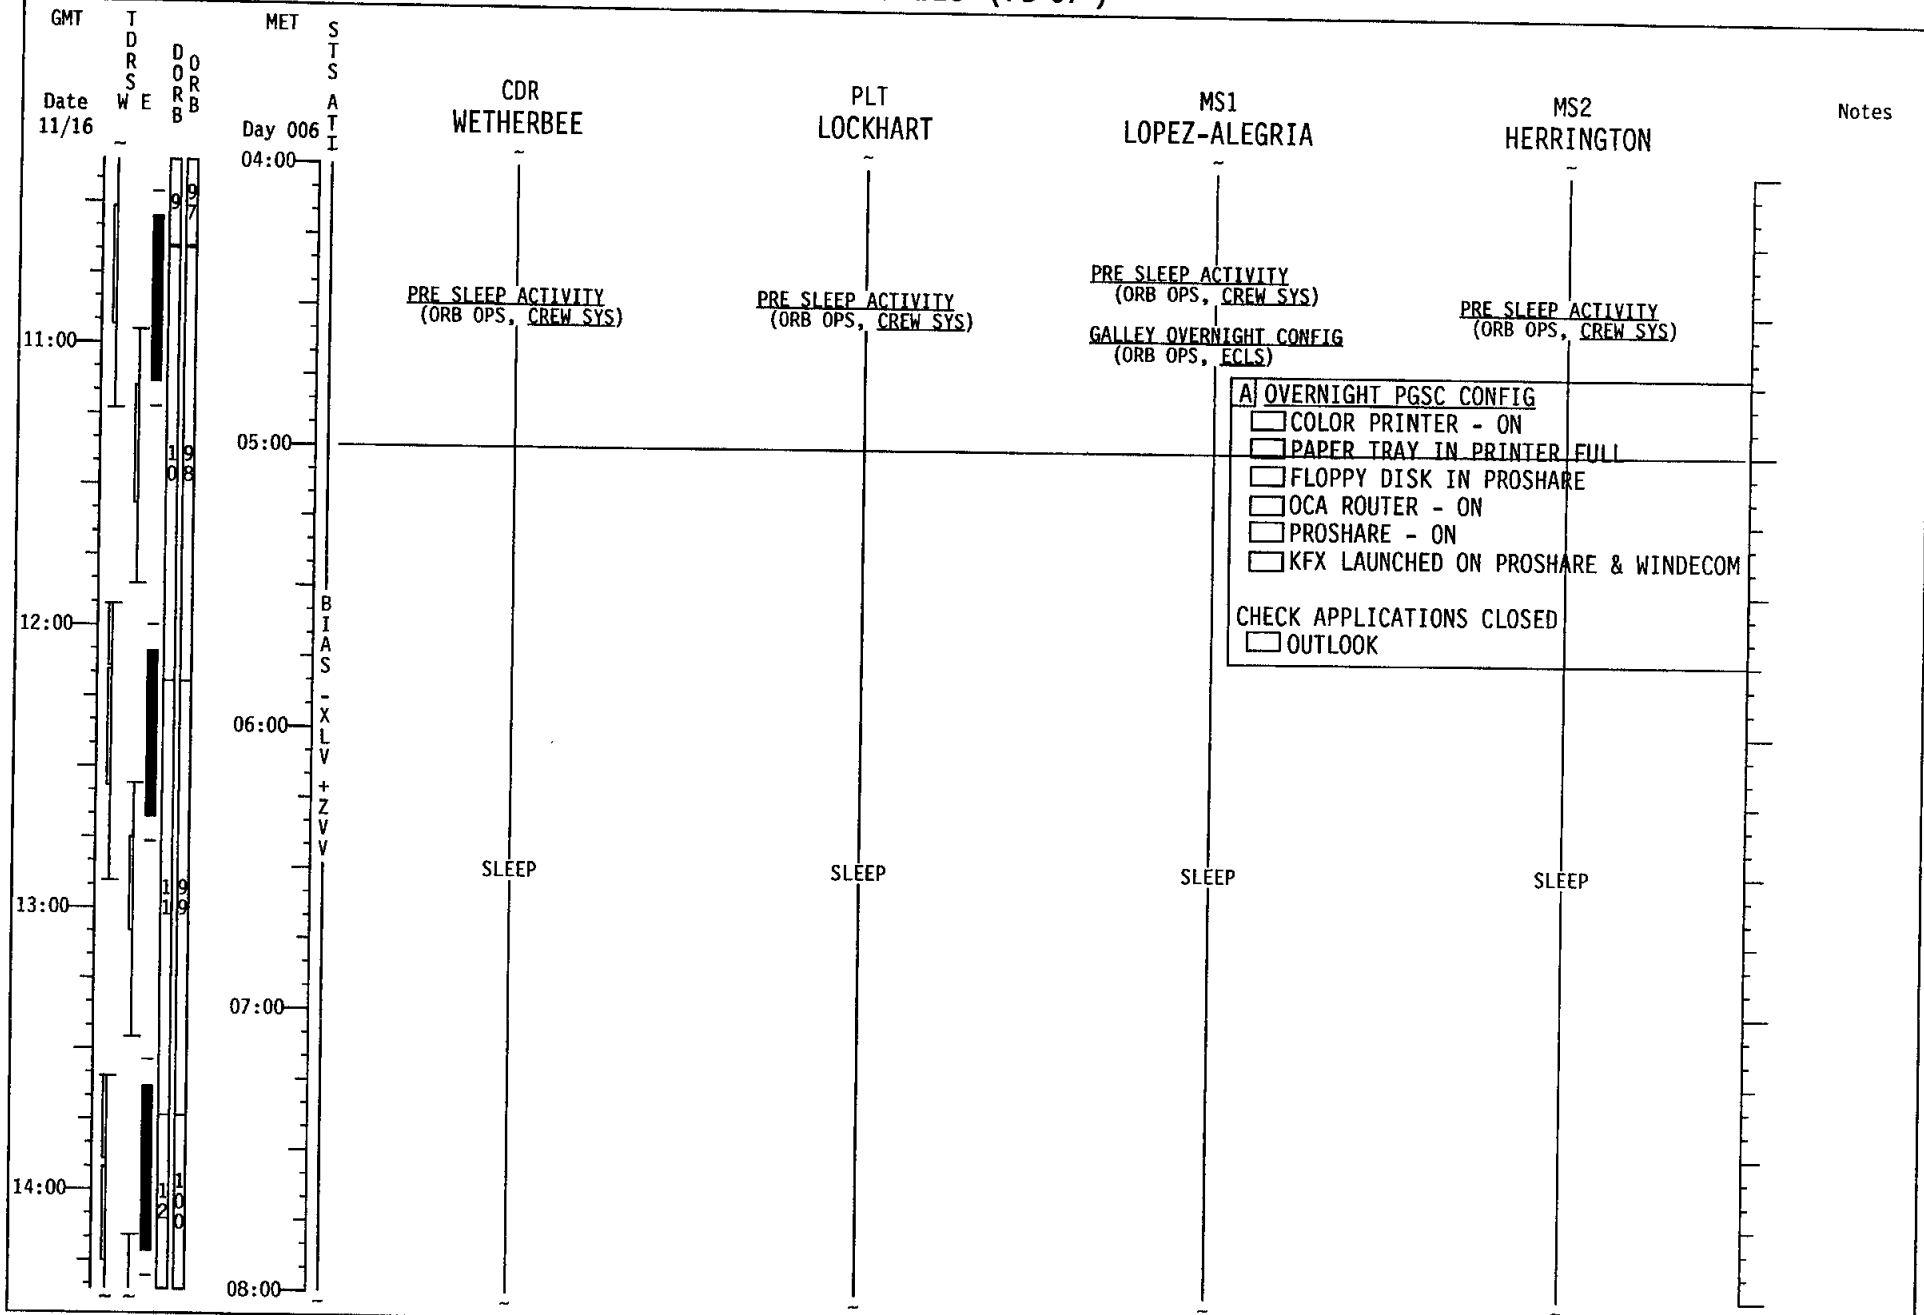 GMT
TDRS
W E
DORB
ORB
MET
STS ATT
Date
11/16
Day 006
CDR
WETHERBEE
PLT
LOCKHART
MS1
LOPEZ-ALEGRIA
MS2
HERRINGTON
Notes
04:00
9
97
PRE SLEEP ACTIVITY
(ORB OPS, CREW SYS)
PRE SLEEP ACTIVITY
(ORB OPS, CREW SYS)
PRE SLEEP ACTIVITY
(ORB OPS, CREW SYS)
GALLEY OVERNIGHT CONFIG
(ORB OPS, ECLS)
PRE SLEEP ACTIVITY
(ORB OPS, CREW SYS)
11:00
A OVERNIGHT PGSC CONFIG
COLOR PRINTER - ON
PAPER TRAY IN PRINTER FULL
FLOPPY DISK IN PROSHARE
OCA ROUTER - ON
PROSHARE - ON
KFX LAUNCHED ON PROSHARE & WINDECOM
CHECK APPLICATIONS CLOSED
OUTLOOK
05:00
10
98
12:00
BIAS -XLV +ZVV
06:00
SLEEP
SLEEP
SLEEP
SLEEP
11
99
13:00
07:00
14:00
12
100
08:00